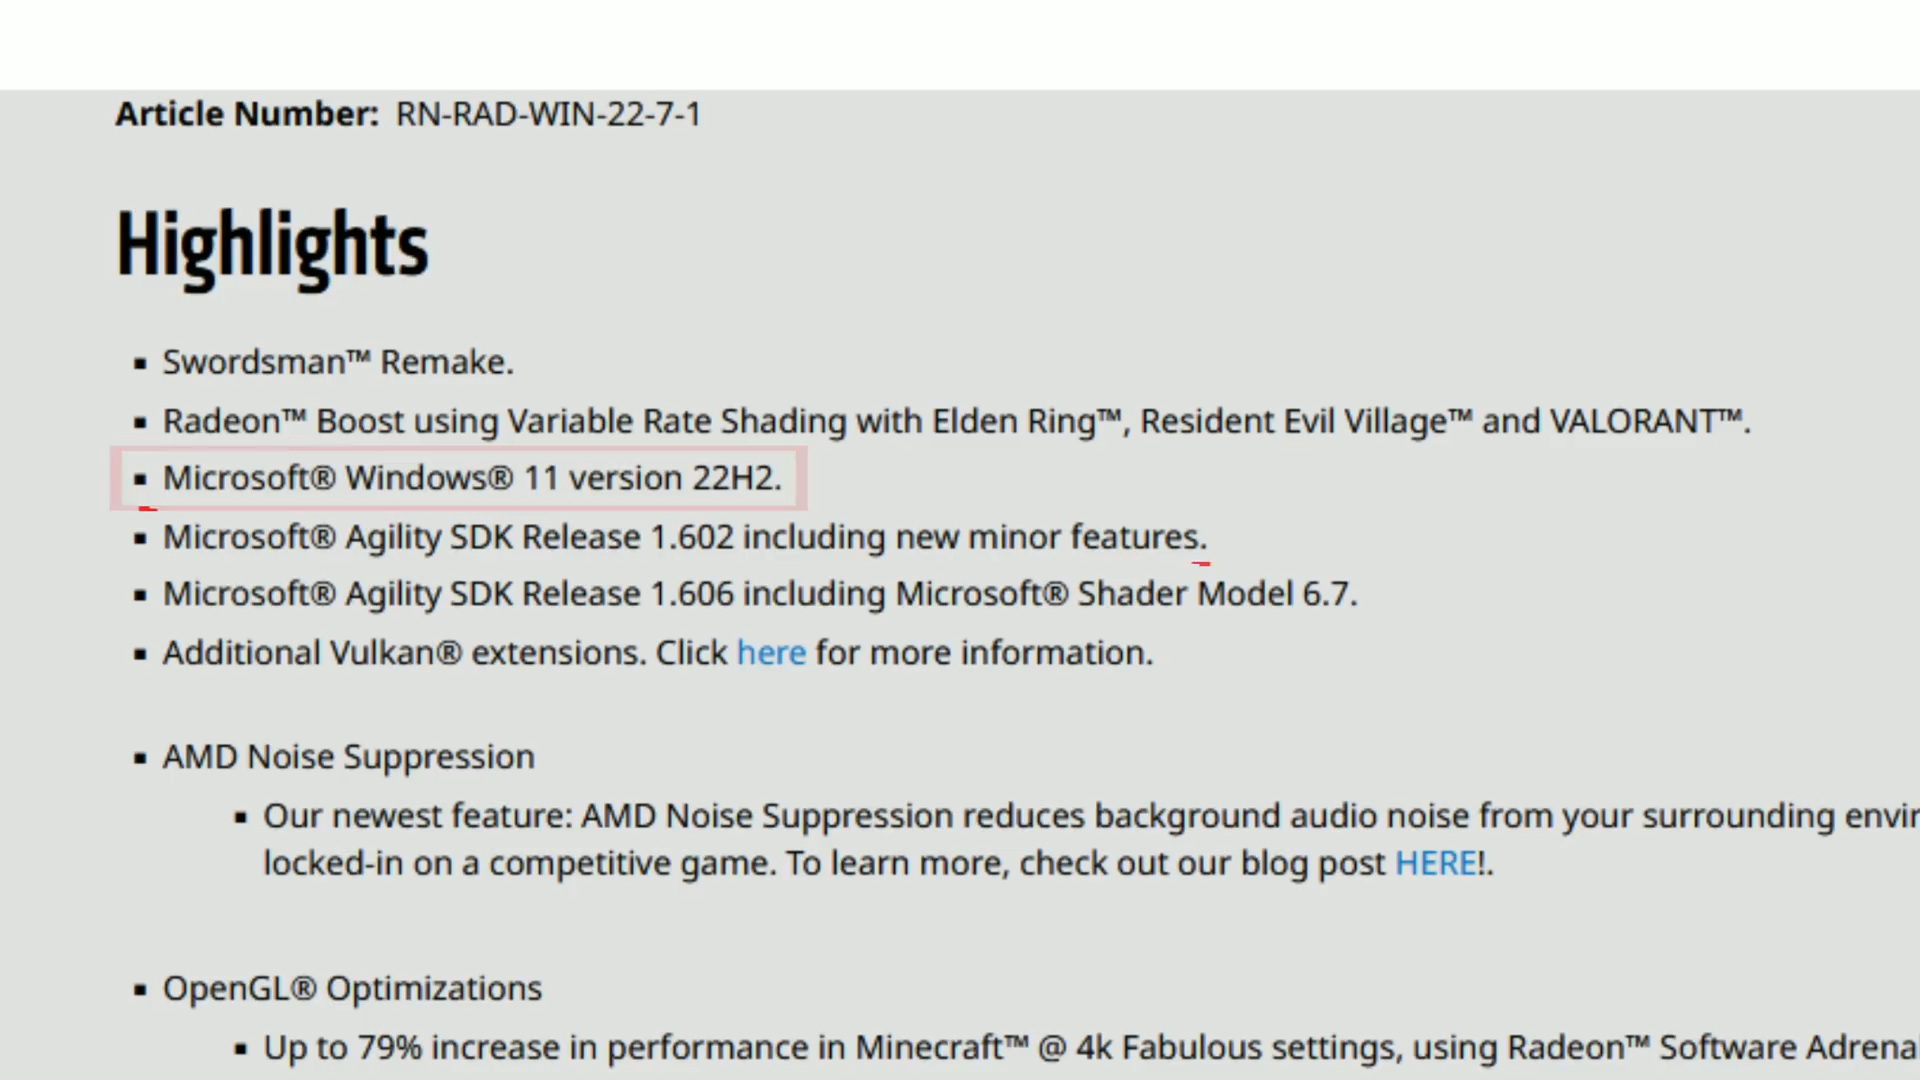 Article Number: RN-RAD-WIN-22-7-1
Highlights
▪ Swordsman™ Remake.
▪ Radeon™ Boost using Variable Rate Shading with Elden Ring™, Resident Evil Village™ and VALORANT™.
▪ Microsoft® Windows® 11 version 22H2.
▪ Microsoft® Agility SDK Release 1.602 including new minor features.
▪ Microsoft® Agility SDK Release 1.606 including Microsoft® Shader Model 6.7.
▪ Additional Vulkan® extensions. Click here for more information.
▪ AMD Noise Suppression
▪ Our newest feature: AMD Noise Suppression reduces background audio noise from your surrounding
locked-in on a competitive game. To learn more, check out our blog post HERE!.
▪ OpenGL® Optimizations
▪ Up to 79% increase in performance in Minecraft™ @ 4k Fabulous settings, using Radeon™ Software